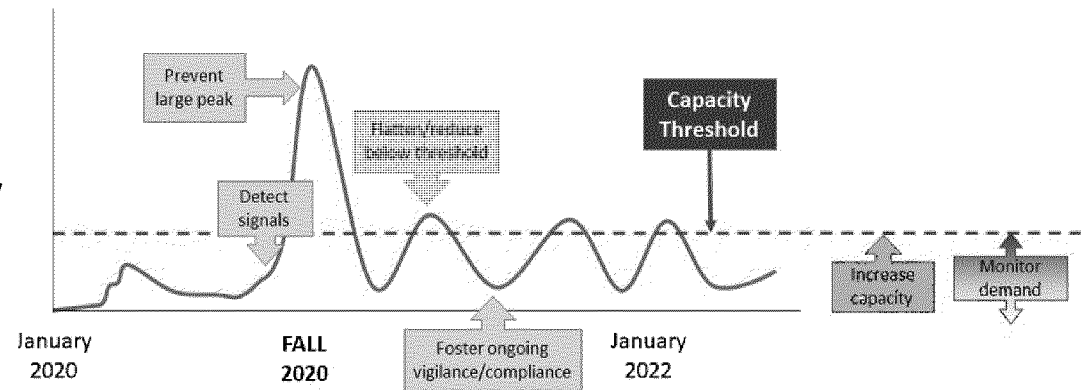 Prevent
large peak
Capacity
Threshold
Flatten/reduce
below threshold
Detect
signals
Increase
capacity
Monitor
demand
January
2020
FALL
2020
Foster ongoing
vigilance/compliance
January
2022